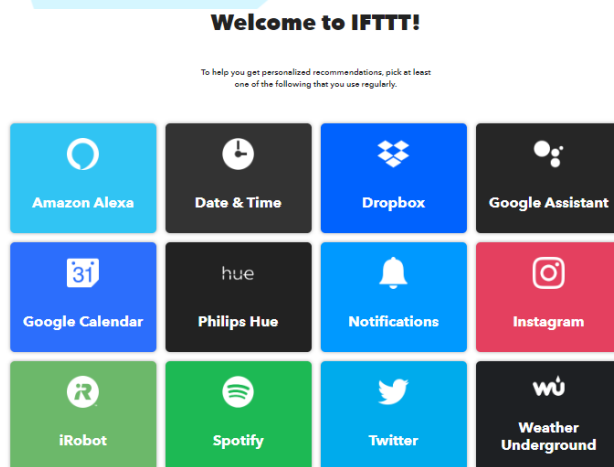 Welcome to IFTTT!
To help you get personalized recommendations, pick at least
one of the following that you use regularly.
Amazon Alexa
Date & Time
Dropbox
Google Assistant
31
hue
Google Calendar
Philips Hue
Notifications
Instagram
iR
wu
iRobot
Spotify
Twitter
Weather
Underground